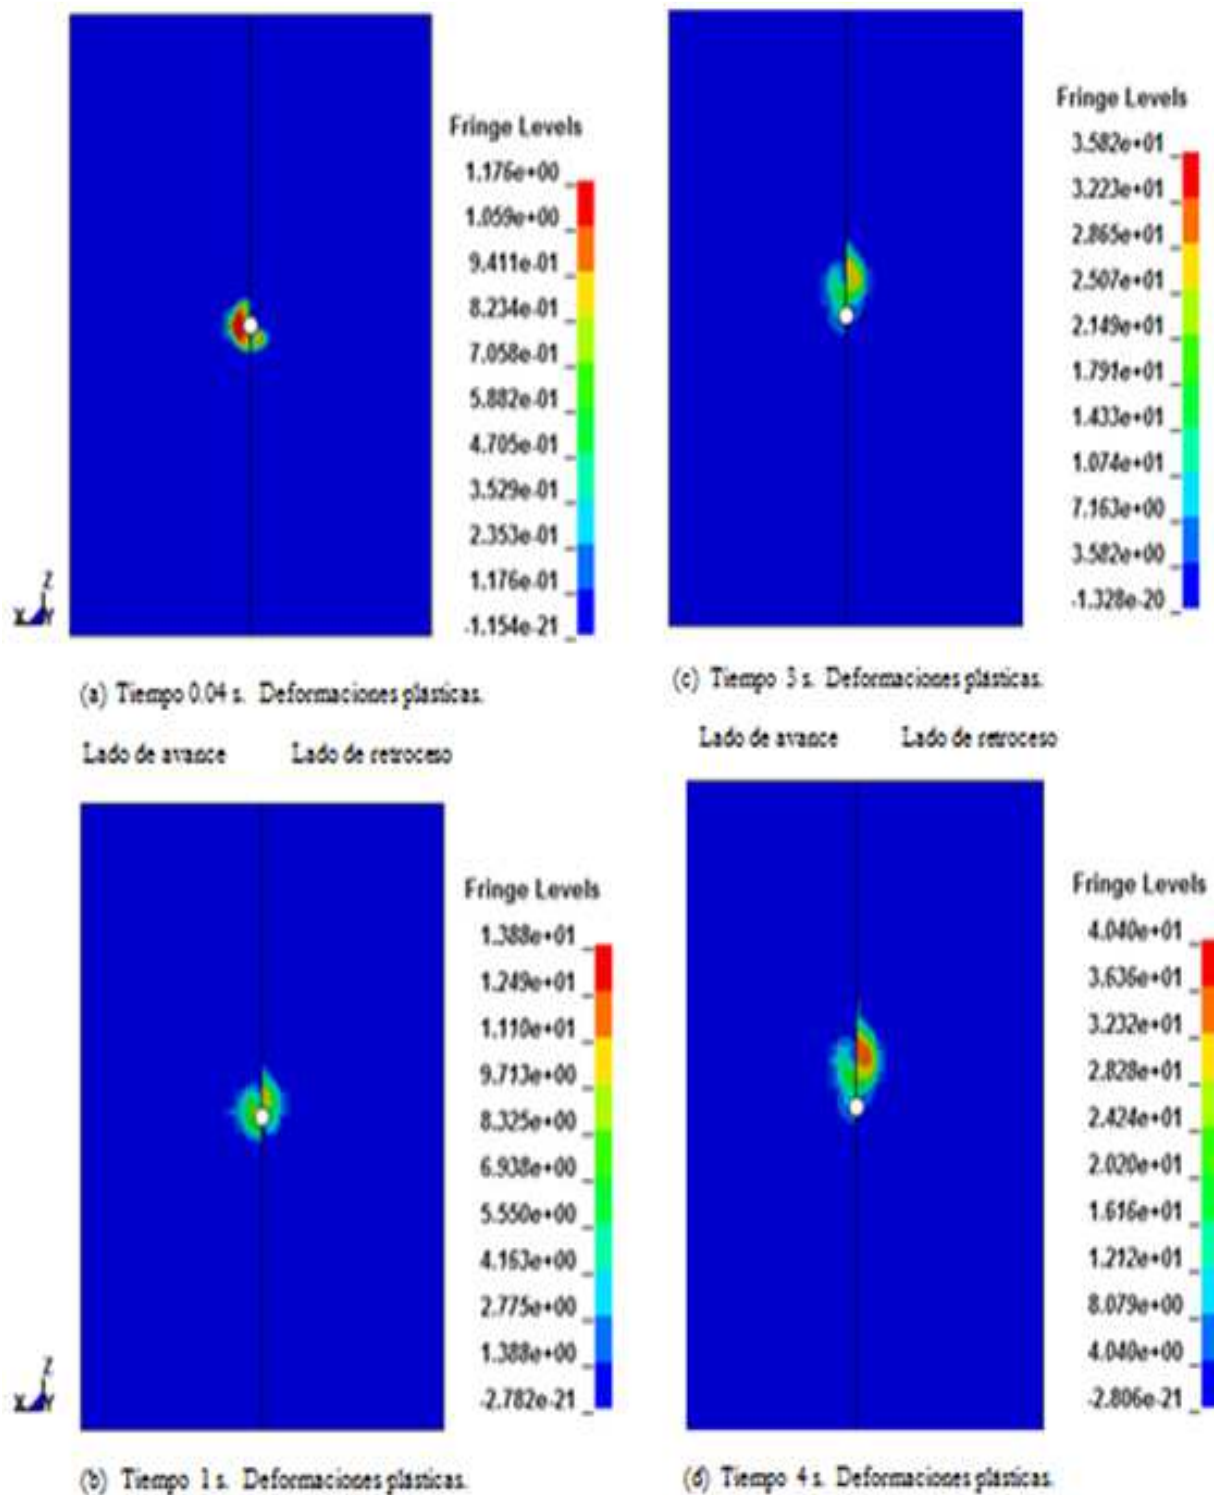 Fringe Levels
1.176e+00
1.059e+00
9.411e-01
8.234e-01
7.058e-01
5.882e-01
4.705e-01
3.529e-01
2.353e-01
1.176e-01
-1.154e-21
Z
X Y
(a) Tiempo 0.04 s. Deformaciones plásticas.
Fringe Levels
3.582e+01
3.223e+01
2.865e+01
2.507e+01
2.149e+01
1.791e+01
1.433e+01
1.074e+01
7.163e+00
3.582e+00
-1.328e-20
(c) Tiempo 3 s. Deformaciones plásticas.
Lado de avance Lado de retroceso
Fringe Levels
1.388e+01
1.249e+01
1.110e+01
9.713e+00
8.325e+00
6.938e+00
5.550e+00
4.163e+00
2.775e+00
1.388e+00
-2.782e-21
Z
X Y
(b) Tiempo 1 s. Deformaciones plásticas.
Lado de avance Lado de retroceso
Fringe Levels
4.040e+01
3.636e+01
3.232e+01
2.828e+01
2.424e+01
2.020e+01
1.616e+01
1.212e+01
8.079e+00
4.040e+00
-2.806e-21
(d) Tiempo 4 s. Deformaciones plásticas.